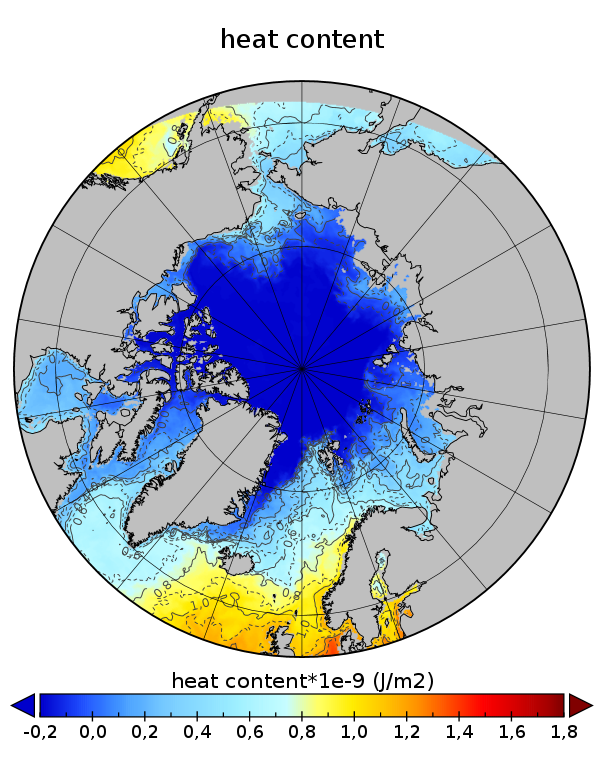 heat content
heat content*1e-9 (J/m2)
-0,2 0,0 0,2 0,4 0,6 0,8 1,0 1,2 1,4 1,6 1,8